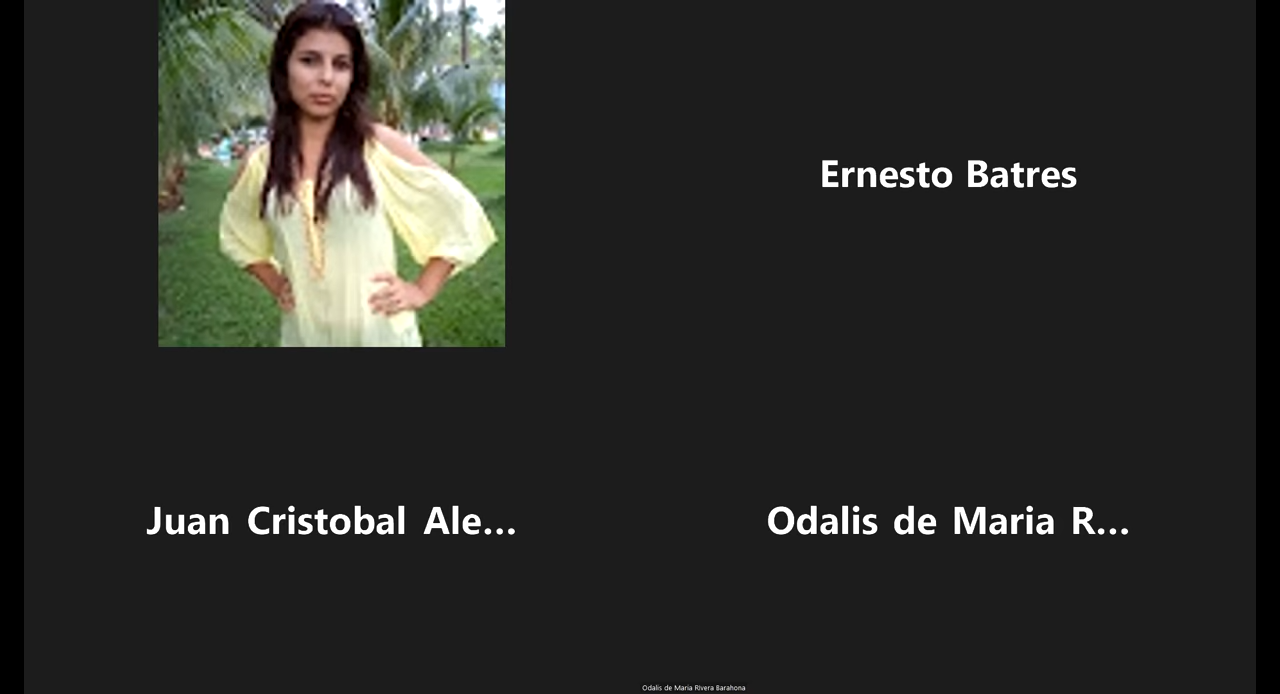 Ernesto Batres
Juan Cristobal Ale...
Odalis de Maria R...
Odalis de Maria Rivera Barahona